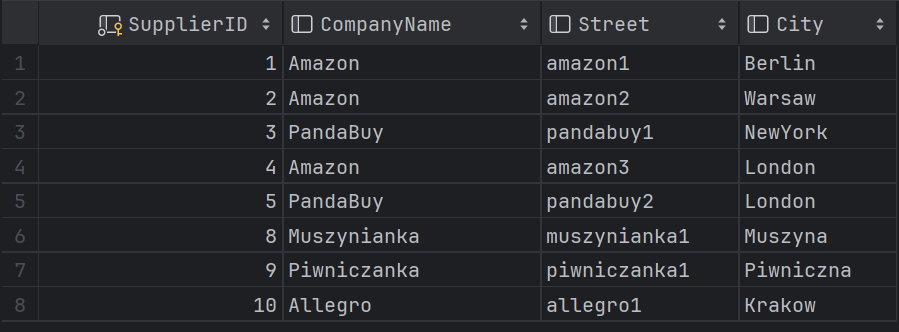 SupplierID CompanyName Street City
1 1 Amazon amazon1 Berlin
2 2 Amazon amazon2 Warsaw
3 3 PandaBuy pandabuy1 NewYork
4 4 Amazon amazon3 London
5 5 PandaBuy pandabuy2 London
6 8 Muszynianka muszynianka1 Muszyna
7 9 Piwniczanka piwniczanka1 Piwniczna
8 10 Allegro allegro1 Krakow